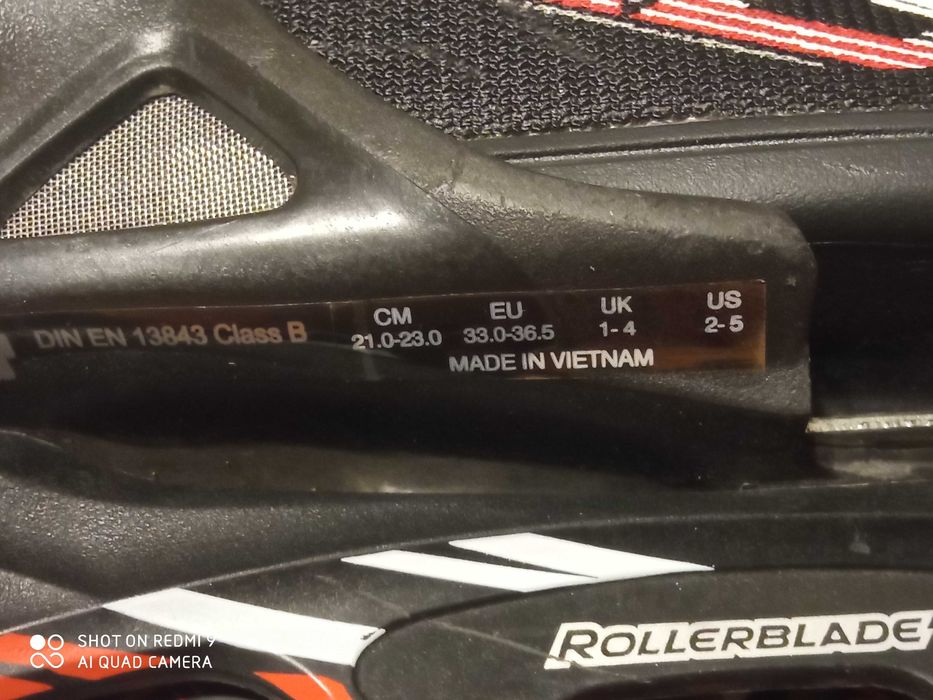 DIN EN 13843 Class B
CM EU UK US
21.0-23.0 33.0-36.5 1-4 2-5
MADE IN VIETNAM
ROLLERBLADE
SHOT ON REDMI 9
AI QUAD CAMERA